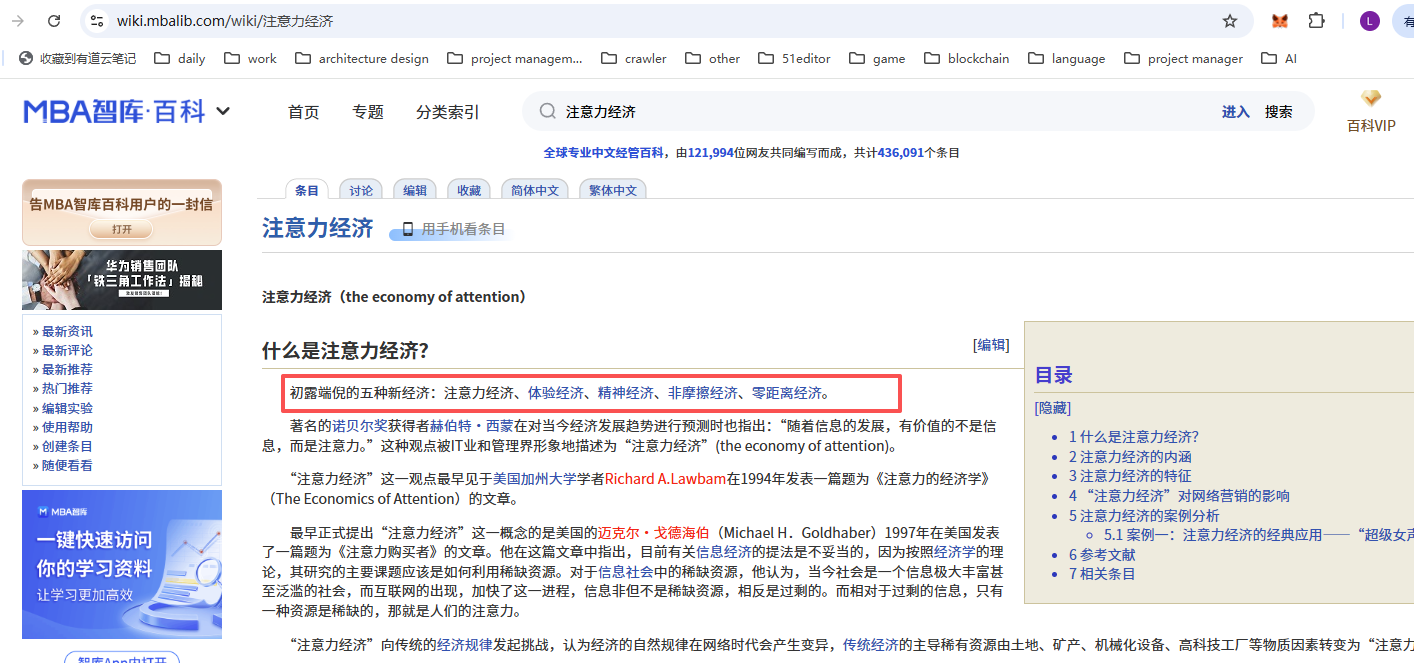 wiki.mbalib.com/wiki/注意力经济
L
有
收藏到有道云笔记 daily work architecture design project managem... crawler other 51editor game blockchain language project manager AI
MBA智库·百科
首页 专题 分类索引
注意力经济
进入 搜索
百科VIP
全球专业中文经管百科，由121,994位网友共同编写而成，共计436,091个条目
条目 讨论 编辑 收藏 简体中文 繁体中文
告MBA智库百科用户的一封信
打开
华为销售团队
「铁三角工作法」揭秘
» 最新资讯
» 最新评论
» 最新推荐
» 热门推荐
» 编辑实验
» 使用帮助
» 创建条目
» 随便看看
MBA智库
一键快速访问
你的学习资料
让学习更加高效
智库App中打开
注意力经济 用手机看条目
注意力经济（the economy of attention）
什么是注意力经济? [编辑]
初露端倪的五种新经济：注意力经济、体验经济、精神经济、非摩擦经济、零距离经济。
著名的诺贝尔奖获得者赫伯特·西蒙在对当今经济发展趋势进行预测时也指出：“随着信息的发展，有价值的不是信
息，而是注意力。”这种观点被IT业和管理界形象地描述为“注意力经济”(the economy of attention)。
“注意力经济”这一观点最早见于美国加州大学学者Richard A.Lawbam在1994年发表一篇题为《注意力的经济学》
（The Economics of Attention）的文章。
最早正式提出“注意力经济”这一概念的是美国的迈克尔·戈德海伯（Michael H．Goldhaber）1997年在美国发表
了一篇题为《注意力购买者》的文章。他在这篇文章中指出，目前有关信息经济的提法是不妥当的，因为按照经济学的理
论，其研究的主要课题应该是如何利用稀缺资源。对于信息社会中的稀缺资源，他认为，当今社会是一个信息极大丰富甚
至泛滥的社会，而互联网的出现，加快了这一进程，信息非但不是稀缺资源，相反是过剩的。而相对于过剩的信息，只有
一种资源是稀缺的，那就是人们的注意力。
“注意力经济”向传统的经济规律发起挑战，认为经济的自然规律在网络时代会产生变异，传统经济的主导稀有资源由土地、矿产、机械化设备、高科技工厂等物质因素转变为“注意力
目录
[隐藏]
1 什么是注意力经济?
2 注意力经济的内涵
3 注意力经济的特征
4 “注意力经济”对网络营销的影响
5 注意力经济的案例分析
5.1 案例一：注意力经济的经典应用——“超级女声
6 参考文献
7 相关条目